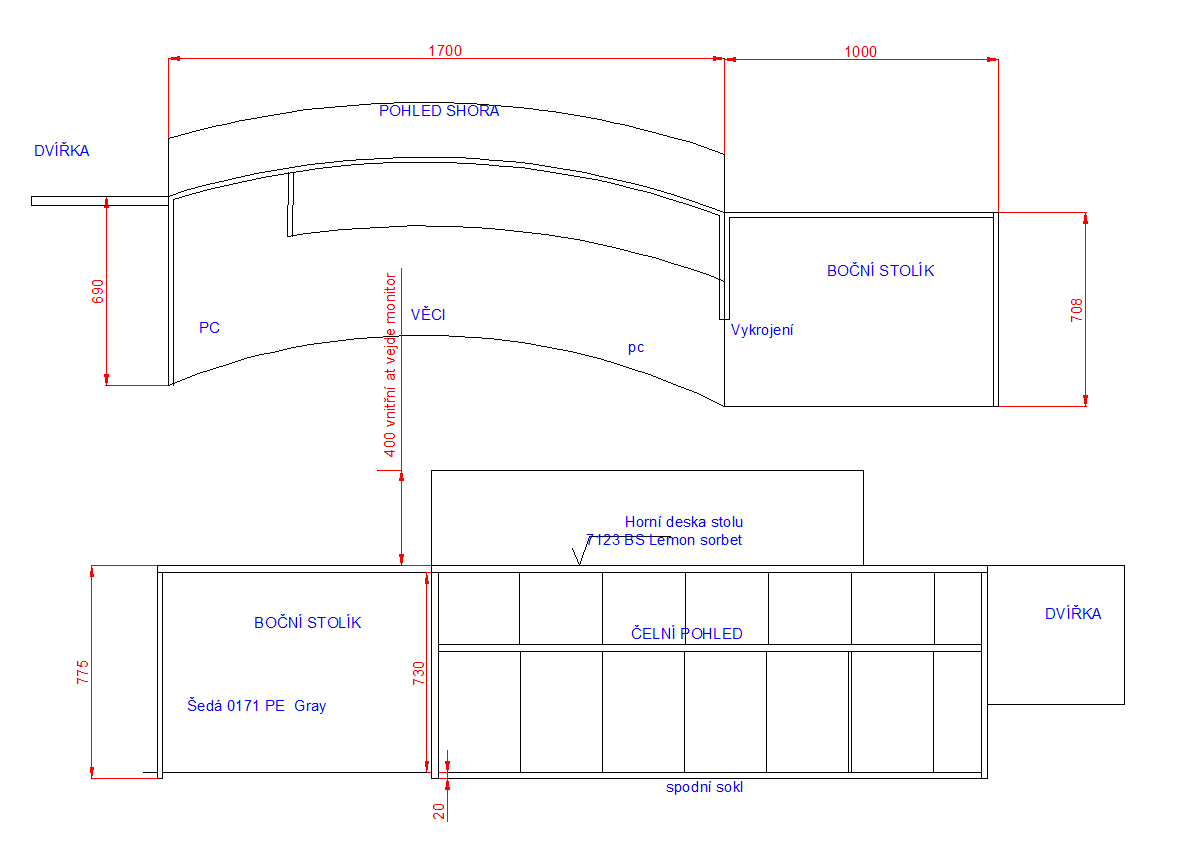 1700
1000
POHLED SHORA
DVÍŘKA
690
BOČNÍ STOLÍK
708
PC
VĚCI
Vykrojení
pc
400 vnitřní at vejde monitor
Horní deska stolu
7123 BS Lemon sorbet
BOČNÍ STOLÍK
DVÍŘKA
ČELNÍ POHLED
775
730
Šedá 0171 PE Gray
spodní sokl
20